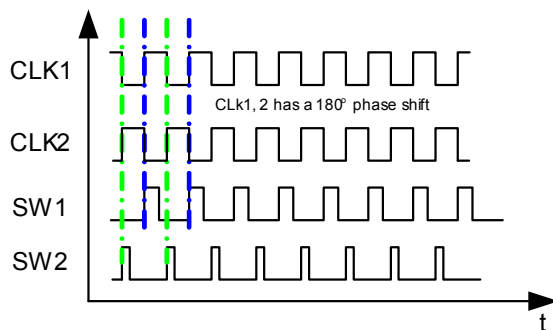 CLK1
CLk1, 2 has a 180° phase shift
CLK2
SW1
SW2
t